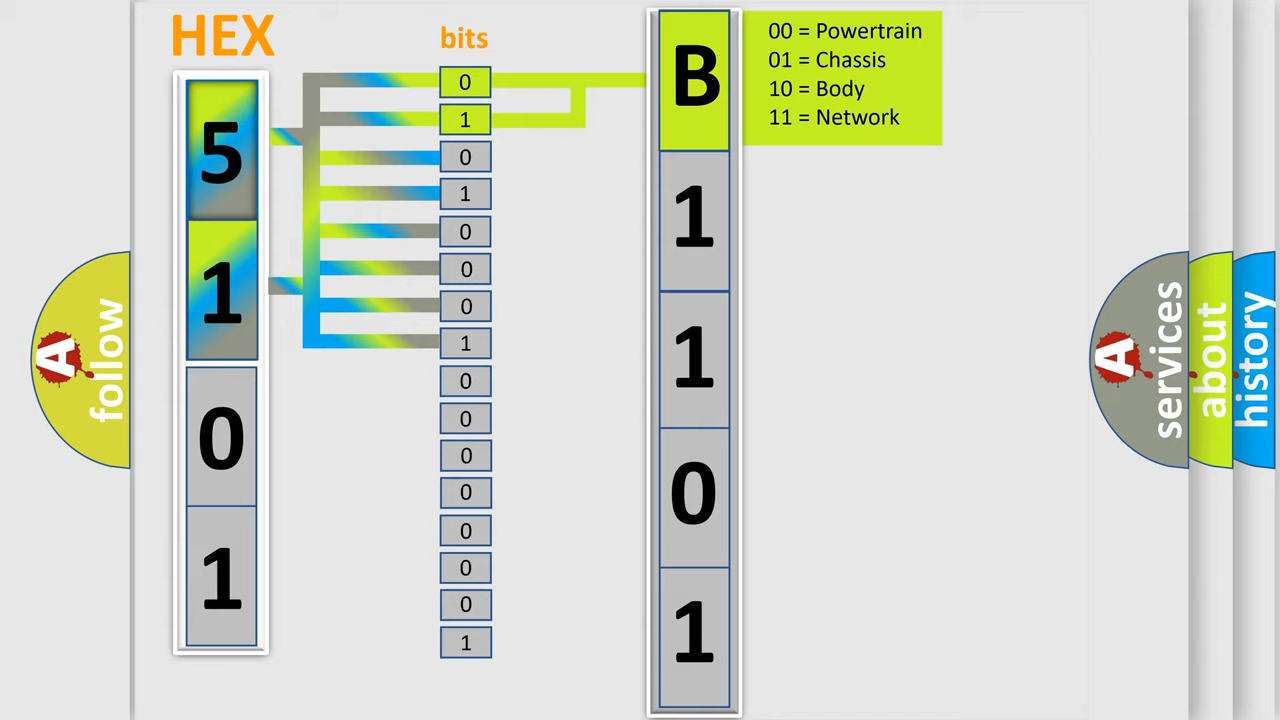 HEX
bits
5
1
0
1
0
1
0
1
0
0
0
1
0
0
0
0
0
0
0
1
B
1
1
0
1
00 = Powertrain
01 = Chassis
10 = Body
11 = Network
A
follow
A
services
about
history